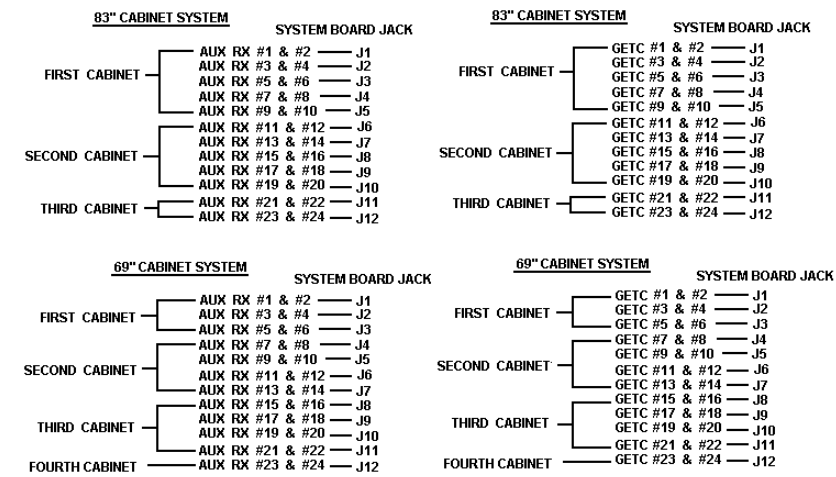 83" CABINET SYSTEM
SYSTEM BOARD JACK
FIRST CABINET
AUX RX #1 & #2 — J1
AUX RX #3 & #4 — J2
AUX RX #5 & #6 — J3
AUX RX #7 & #8 — J4
AUX RX #9 & #10 — J5
SECOND CABINET
AUX RX #11 & #12 — J6
AUX RX #13 & #14 — J7
AUX RX #15 & #16 — J8
AUX RX #17 & #18 — J9
AUX RX #19 & #20 — J10
THIRD CABINET
AUX RX #21 & #22 — J11
AUX RX #23 & #24 — J12
83" CABINET SYSTEM
SYSTEM BOARD JACK
FIRST CABINET
GETC #1 & #2 — J1
GETC #3 & #4 — J2
GETC #5 & #6 — J3
GETC #7 & #8 — J4
GETC #9 & #10 — J5
SECOND CABINET
GETC #11 & #12 — J6
GETC #13 & #14 — J7
GETC #15 & #16 — J8
GETC #17 & #18 — J9
GETC #19 & #20 — J10
THIRD CABINET
GETC #21 & #22 — J11
GETC #23 & #24 — J12
69" CABINET SYSTEM
SYSTEM BOARD JACK
FIRST CABINET
AUX RX #1 & #2 — J1
AUX RX #3 & #4 — J2
AUX RX #5 & #6 — J3
SECOND CABINET
AUX RX #7 & #8 — J4
AUX RX #9 & #10 — J5
AUX RX #11 & #12 — J6
AUX RX #13 & #14 — J7
THIRD CABINET
AUX RX #15 & #16 — J8
AUX RX #17 & #18 — J9
AUX RX #19 & #20 — J10
AUX RX #21 & #22 — J11
FOURTH CABINET
AUX RX #23 & #24 — J12
69" CABINET SYSTEM
SYSTEM BOARD JACK
FIRST CABINET
GETC #1 & #2 — J1
GETC #3 & #4 — J2
GETC #5 & #6 — J3
SECOND CABINET
GETC #7 & #8 — J4
GETC #9 & #10 — J5
GETC #11 & #12 — J6
GETC #13 & #14 — J7
THIRD CABINET
GETC #15 & #16 — J8
GETC #17 & #18 — J9
GETC #19 & #20 — J10
GETC #21 & #22 — J11
FOURTH CABINET
GETC #23 & #24 — J12